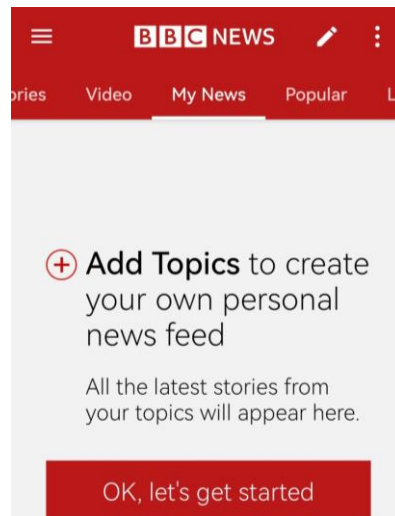 BBC NEWS
ories Video My News Popular L
Add Topics to create
your own personal
news feed
All the latest stories from
your topics will appear here.
OK, let's get started